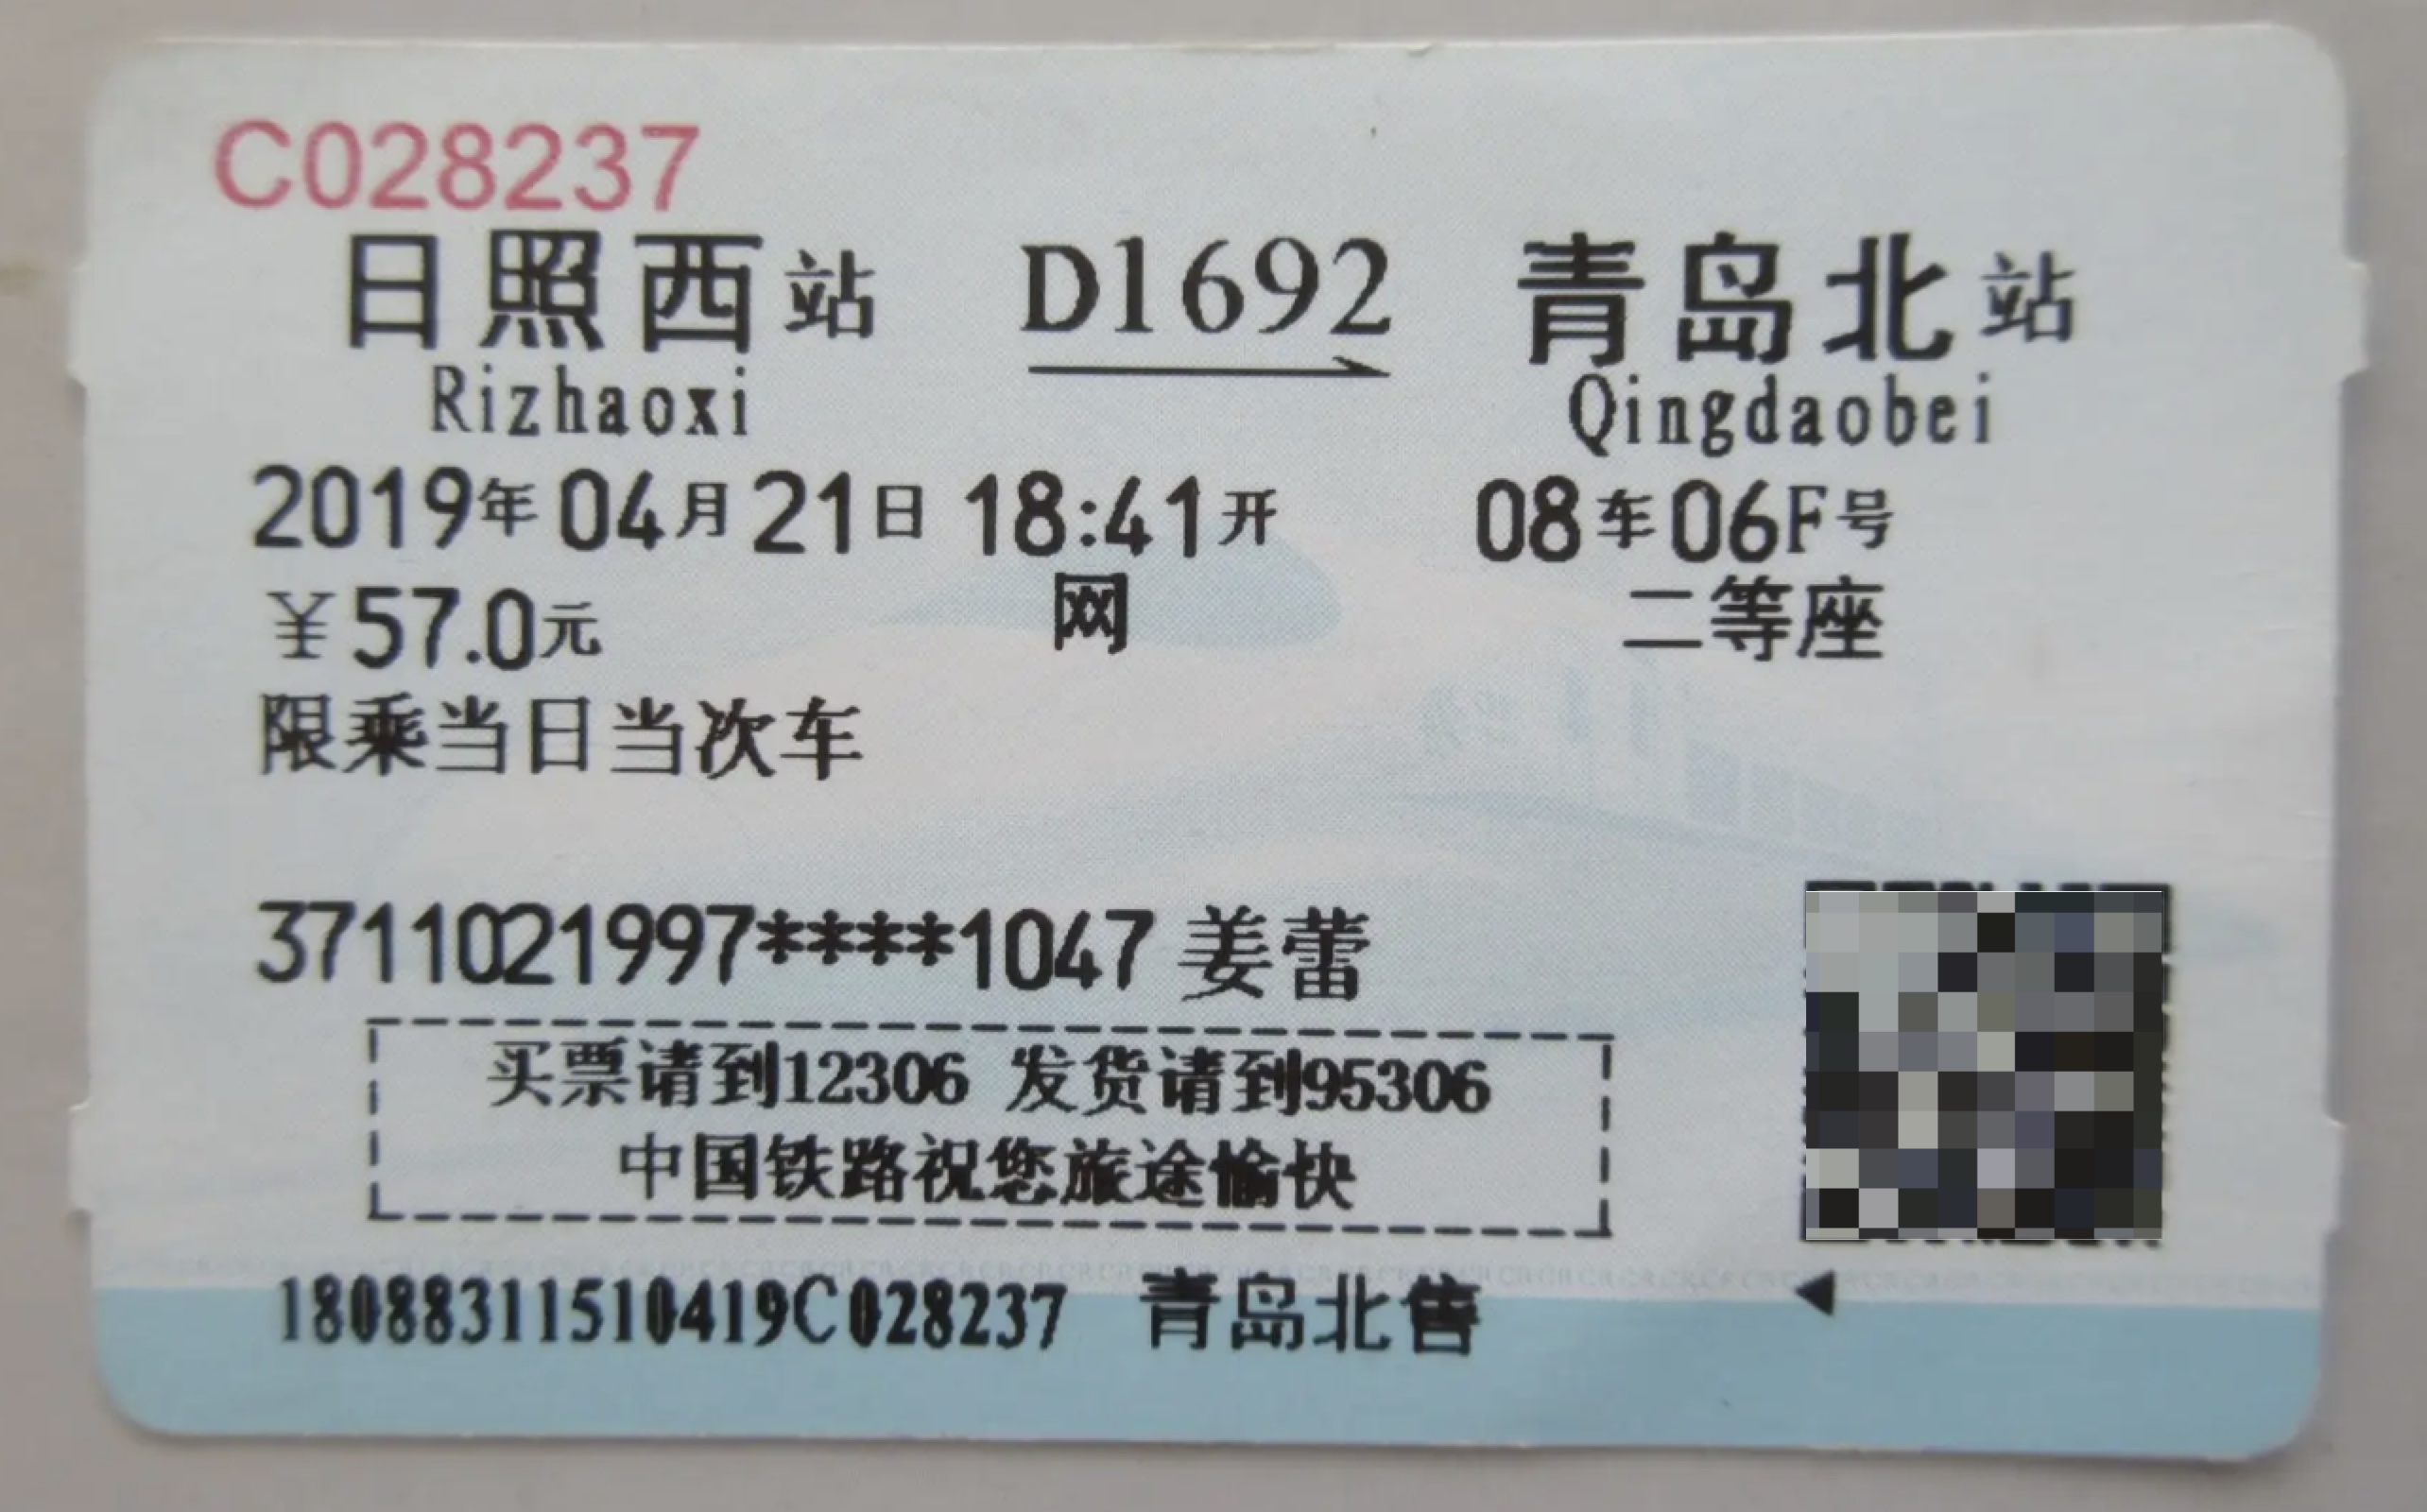 C028237
日照西站 D1692 青岛北站
Rizhaoxi Qingdaobei
2019年04月21日18:41开 08车06F号
¥57.0元 网 二等座
限乘当日当次车
3711021997****1047 姜蕾
买票请到12306 发货请到95306
中国铁路祝您旅途愉快
18088311510419C028237 青岛北售